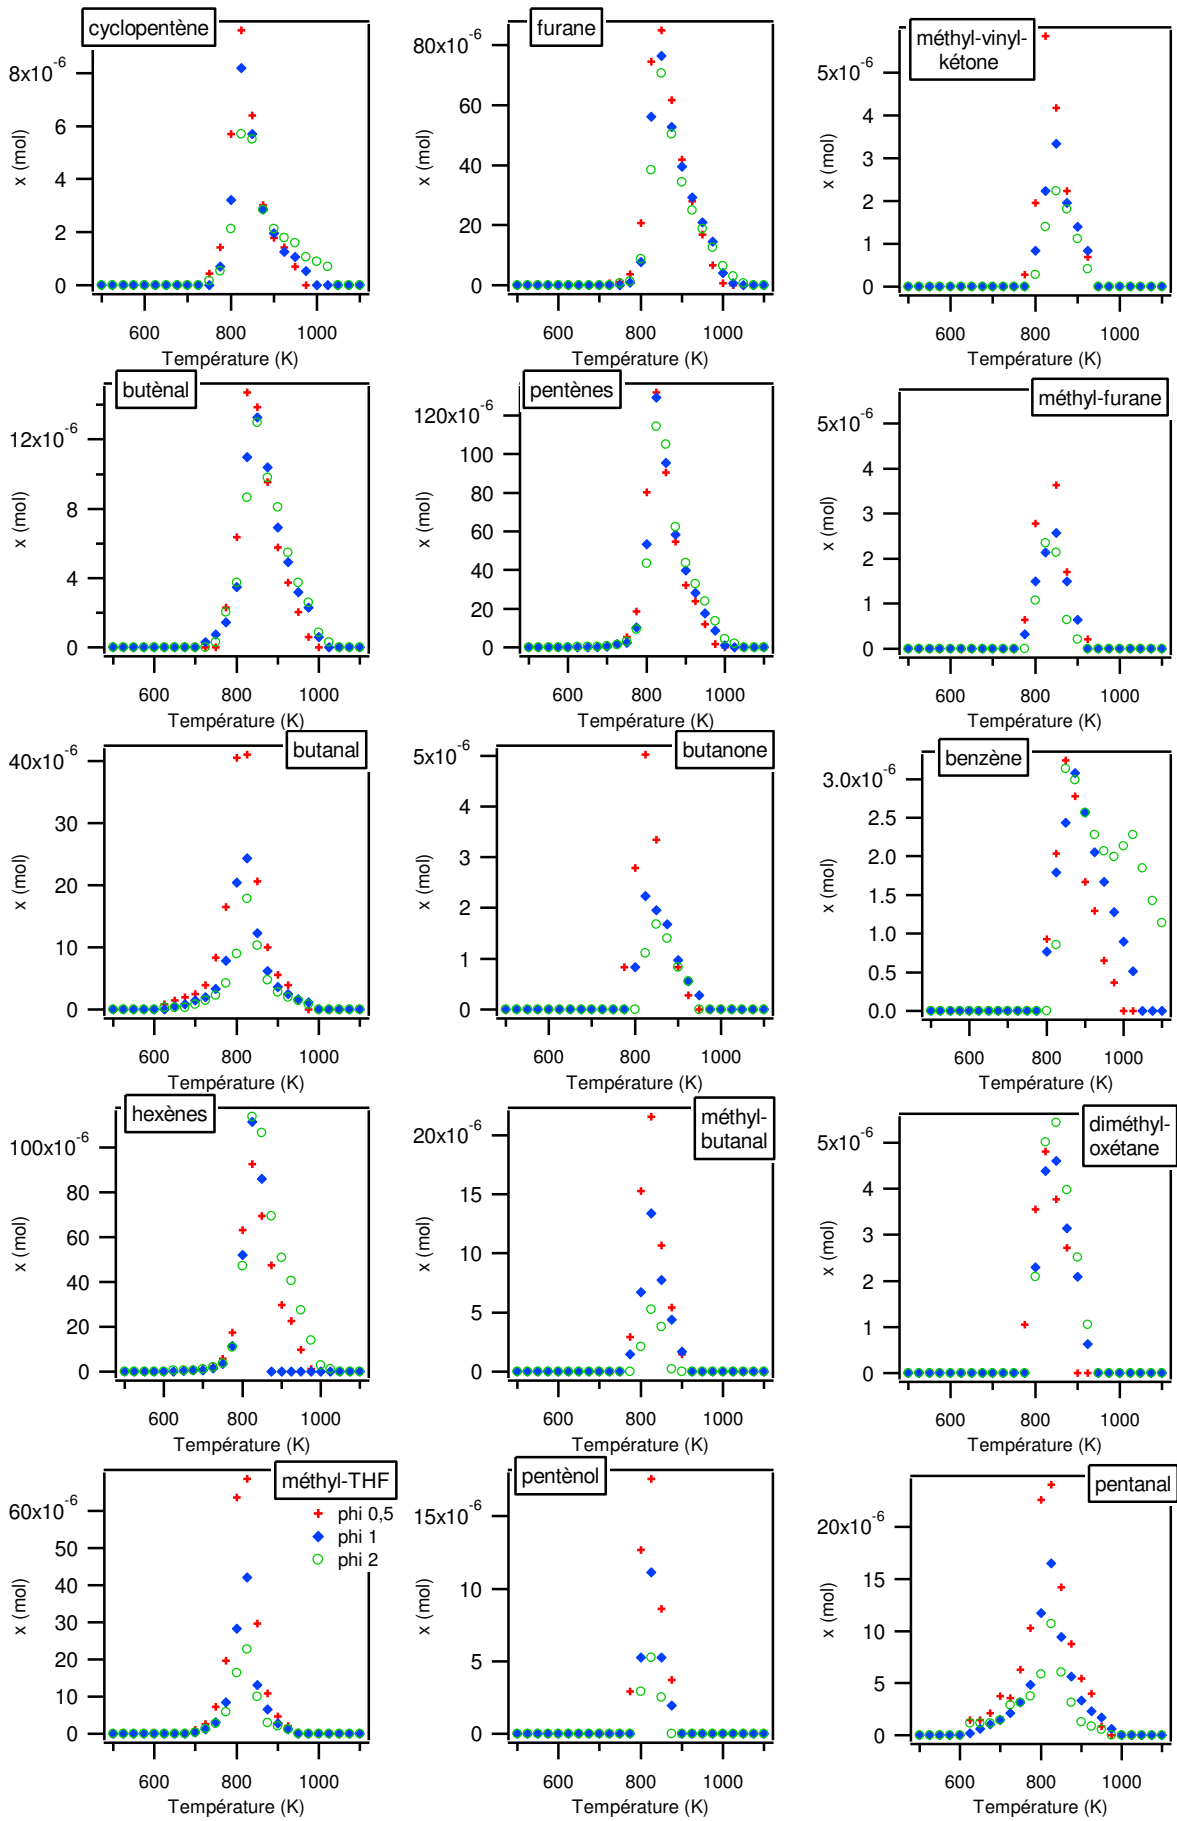 cyclopentène
8x10-6
6
4
2
0
x (mol)
600
800
1000
Température (K)
furane
80x10-6
60
40
20
0
x (mol)
600
800
1000
Température (K)
méthyl-vinyl-
kétone
5x10-6
4
3
2
1
0
x (mol)
600
800
1000
Température (K)
butènal
12x10-6
8
4
0
x (mol)
600
800
1000
Température (K)
pentènes
120x10-6
100
80
60
40
20
0
x (mol)
600
800
1000
Température (K)
méthyl-furane
5x10-6
4
3
2
1
0
x (mol)
600
800
1000
Température (K)
butanal
40x10-6
30
20
10
0
x (mol)
600
800
1000
Température (K)
butanone
5x10-6
4
3
2
1
0
x (mol)
600
800
1000
Température (K)
benzène
3.0x10-6
2.5
2.0
1.5
1.0
0.5
0.0
x (mol)
600
800
1000
Température (K)
hexènes
100x10-6
80
60
40
20
0
x (mol)
600
800
1000
Température (K)
méthyl-
butanal
20x10-6
15
10
5
0
x (mol)
600
800
1000
Température (K)
diméthyl-
oxétane
5x10-6
4
3
2
1
0
x (mol)
600
800
1000
Température (K)
méthyl-THF
phi 0,5
phi 1
phi 2
60x10-6
50
40
30
20
10
0
x (mol)
600
800
1000
Température (K)
pentènol
15x10-6
10
5
0
x (mol)
600
800
1000
Température (K)
pentanal
20x10-6
15
10
5
0
x (mol)
600
800
1000
Température (K)